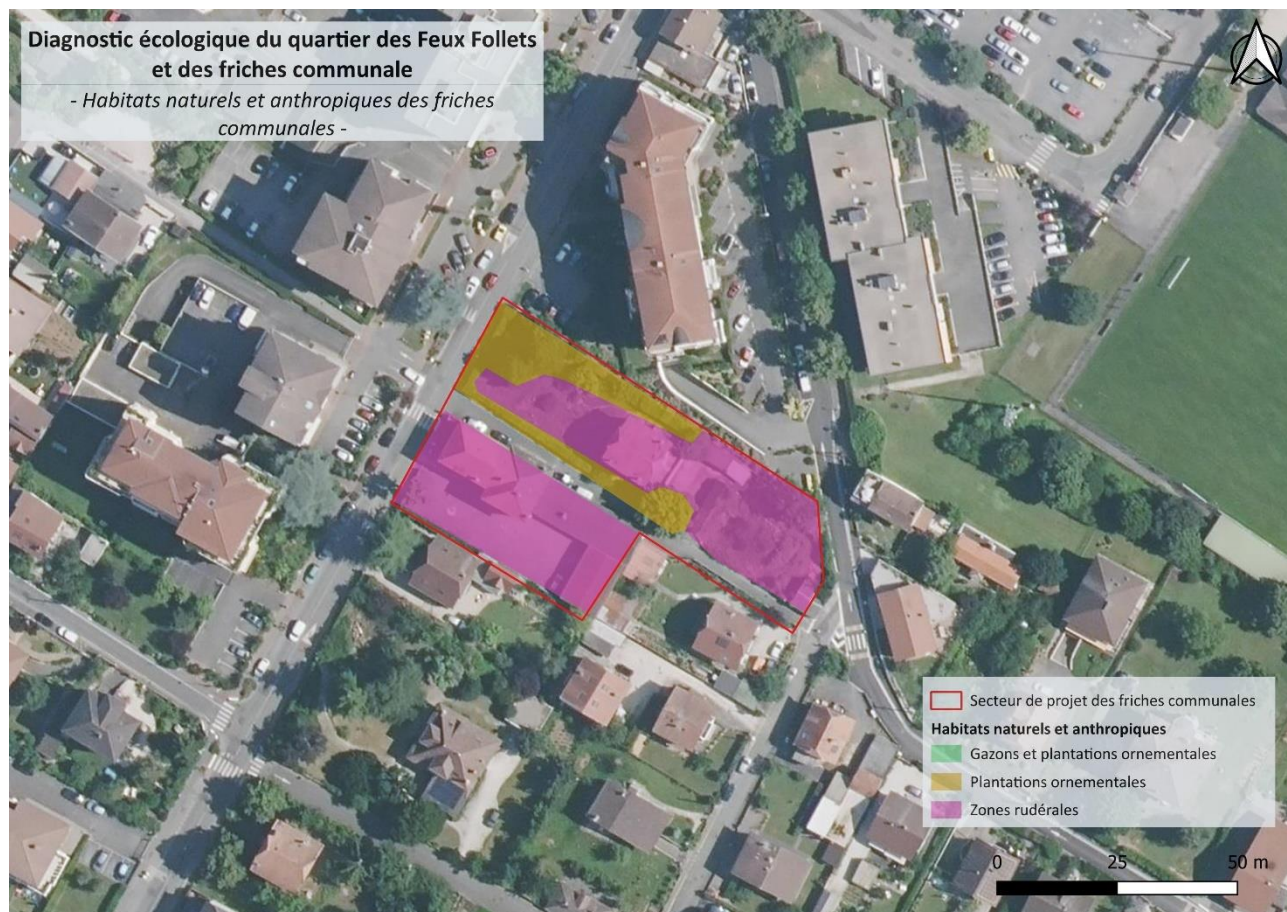 Diagnostic écologique du quartier des Feux Follets
et des friches communale
- Habitats naturels et anthropiques des friches
communales -
Secteur de projet des friches communales
Habitats naturels et anthropiques
Gazons et plantations ornementales
Plantations ornementales
Zones rudérales
0 25 50 m